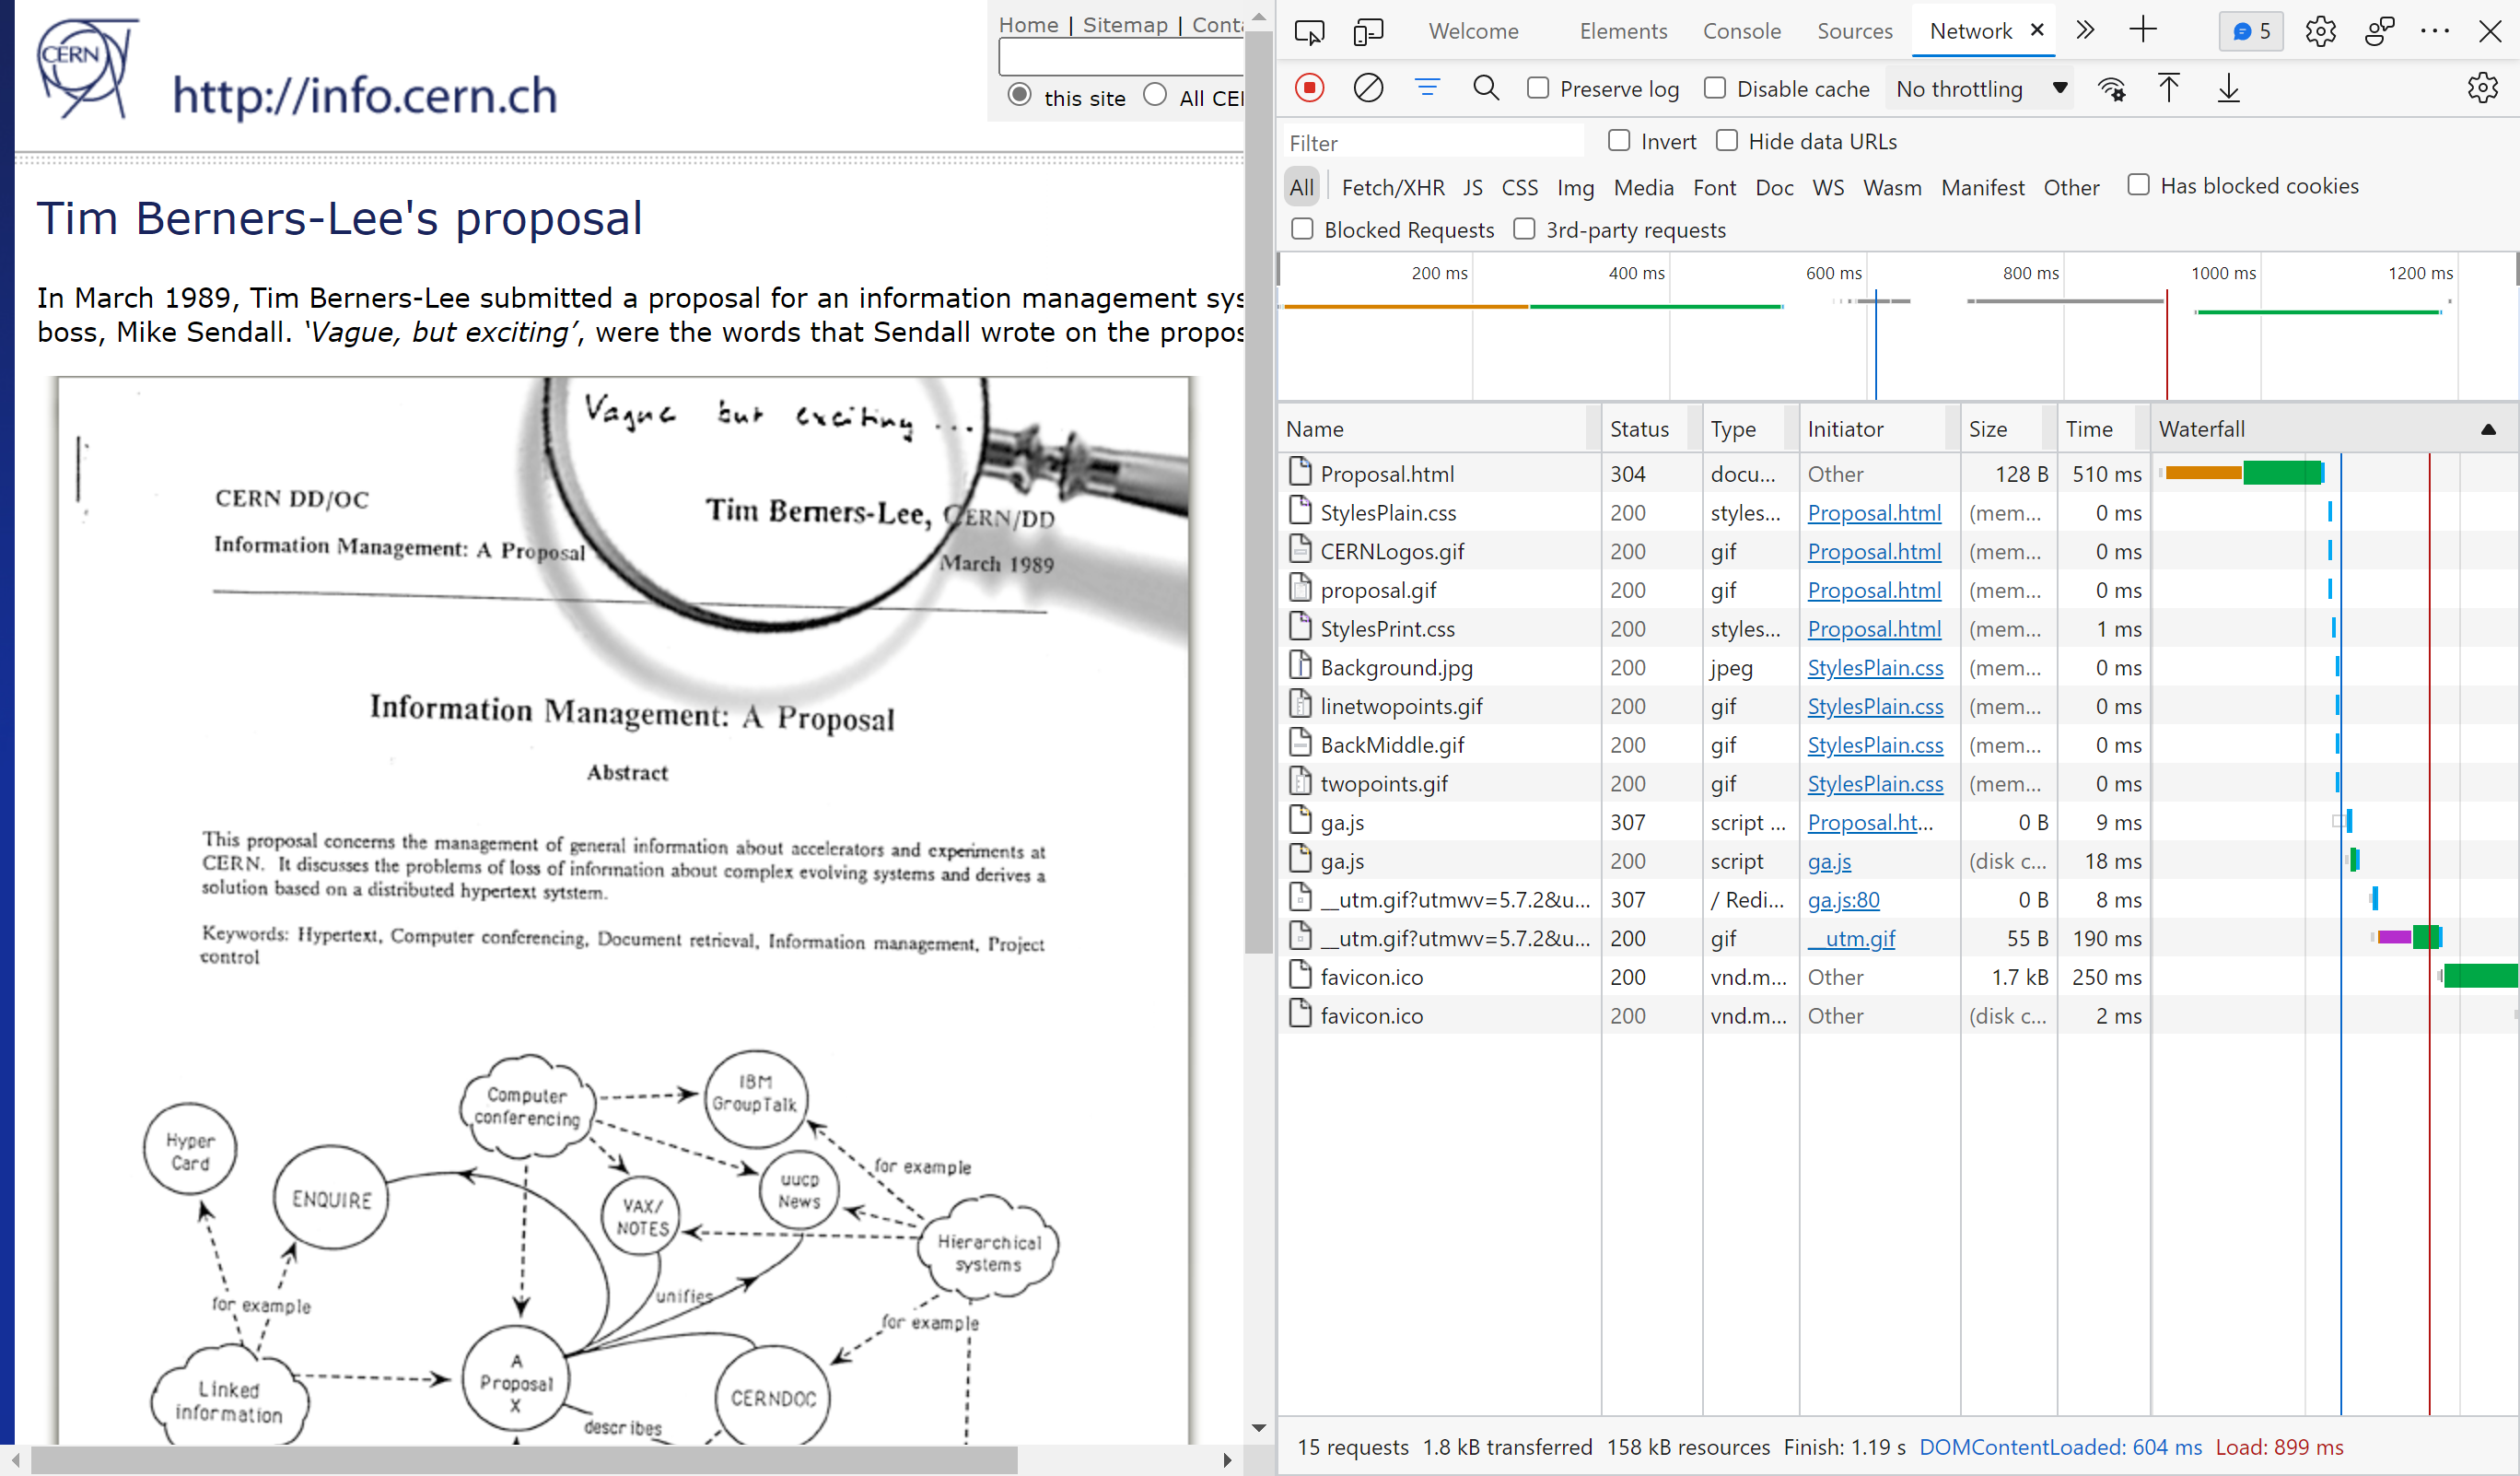 CERN
http://info.cern.ch
Home | Sitemap | Conta
this site All CEI
Tim Berners-Lee's proposal
In March 1989, Tim Berners-Lee submitted a proposal for an information management sys
boss, Mike Sendall. ‘Vague, but exciting’, were the words that Sendall wrote on the propos
Vague but exciting ...
CERN DD/OC
Tim Berners-Lee, CERN/DD
Information Management: A Proposal
March 1989
Information Management: A Proposal
Abstract
This proposal concerns the management of general information about accelerators and experiments at
CERN. It discusses the problems of loss of information about complex evolving systems and derives a
solution based on a distributed hypertext sytstem.
Keywords: Hypertext, Computer conferencing, Document retrieval, Information management, Project
control
Computer
conferencing
IBM
GroupTalk
Hyper
Card
for example
ENQUIRE
uucp
News
VAX/
NOTES
Hierarchical
systems
unifies
for example
for example
A
Proposal
X
Linked
information
CERNDOC
describes
Welcome Elements Console Sources Network 5
Preserve log Disable cache No throttling
Filter Invert Hide data URLs
All Fetch/XHR JS CSS Img Media Font Doc WS Wasm Manifest Other Has blocked cookies
Blocked Requests 3rd-party requests
200 ms 400 ms 600 ms 800 ms 1000 ms 1200 ms
Name Status Type Initiator Size Time Waterfall
Proposal.html 304 docu... Other 128 B 510 ms
StylesPlain.css 200 styles... Proposal.html (mem... 0 ms
CERNLogos.gif 200 gif Proposal.html (mem... 0 ms
proposal.gif 200 gif Proposal.html (mem... 0 ms
StylesPrint.css 200 styles... Proposal.html (mem... 1 ms
Background.jpg 200 jpeg StylesPlain.css (mem... 0 ms
linetwopoints.gif 200 gif StylesPlain.css (mem... 0 ms
BackMiddle.gif 200 gif StylesPlain.css (mem... 0 ms
twopoints.gif 200 gif StylesPlain.css (mem... 0 ms
ga.js 307 script ... Proposal.ht... 0 B 9 ms
ga.js 200 script ga.js (disk c... 18 ms
__utm.gif?utmwv=5.7.2&u... 307 / Redi... ga.js:80 0 B 8 ms
__utm.gif?utmwv=5.7.2&u... 200 gif __utm.gif 55 B 190 ms
favicon.ico 200 vnd.m... Other 1.7 kB 250 ms
favicon.ico 200 vnd.m... Other (disk c... 2 ms
15 requests 1.8 kB transferred 158 kB resources Finish: 1.19 s DOMContentLoaded: 604 ms Load: 899 ms